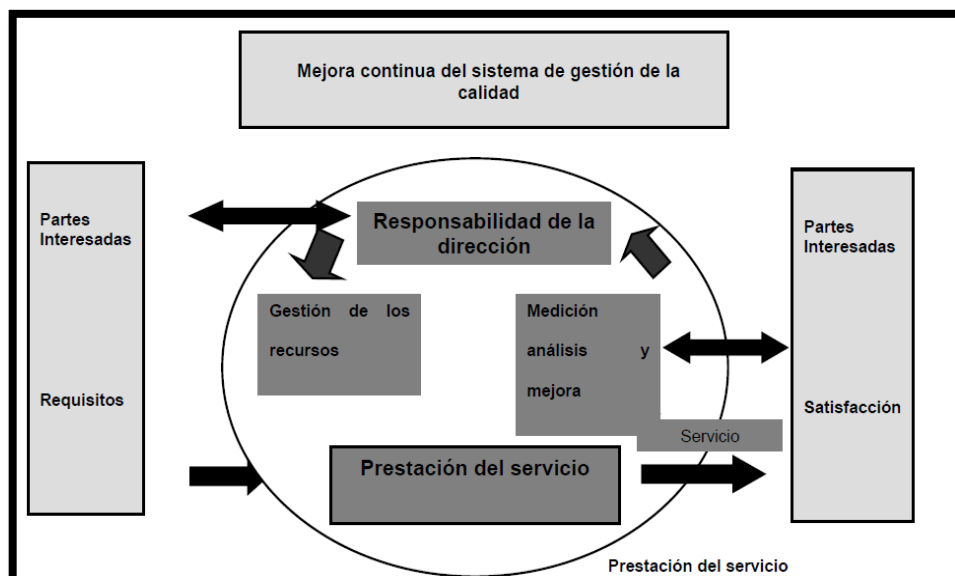 Mejora continua del sistema de gestión de la
calidad
Partes
Interesadas
Requisitos
Responsabilidad de la
dirección
Gestión de los
recursos
Medición
análisis y
mejora
Prestación del servicio
Servicio
Partes
Interesadas
Satisfacción
Prestación del servicio